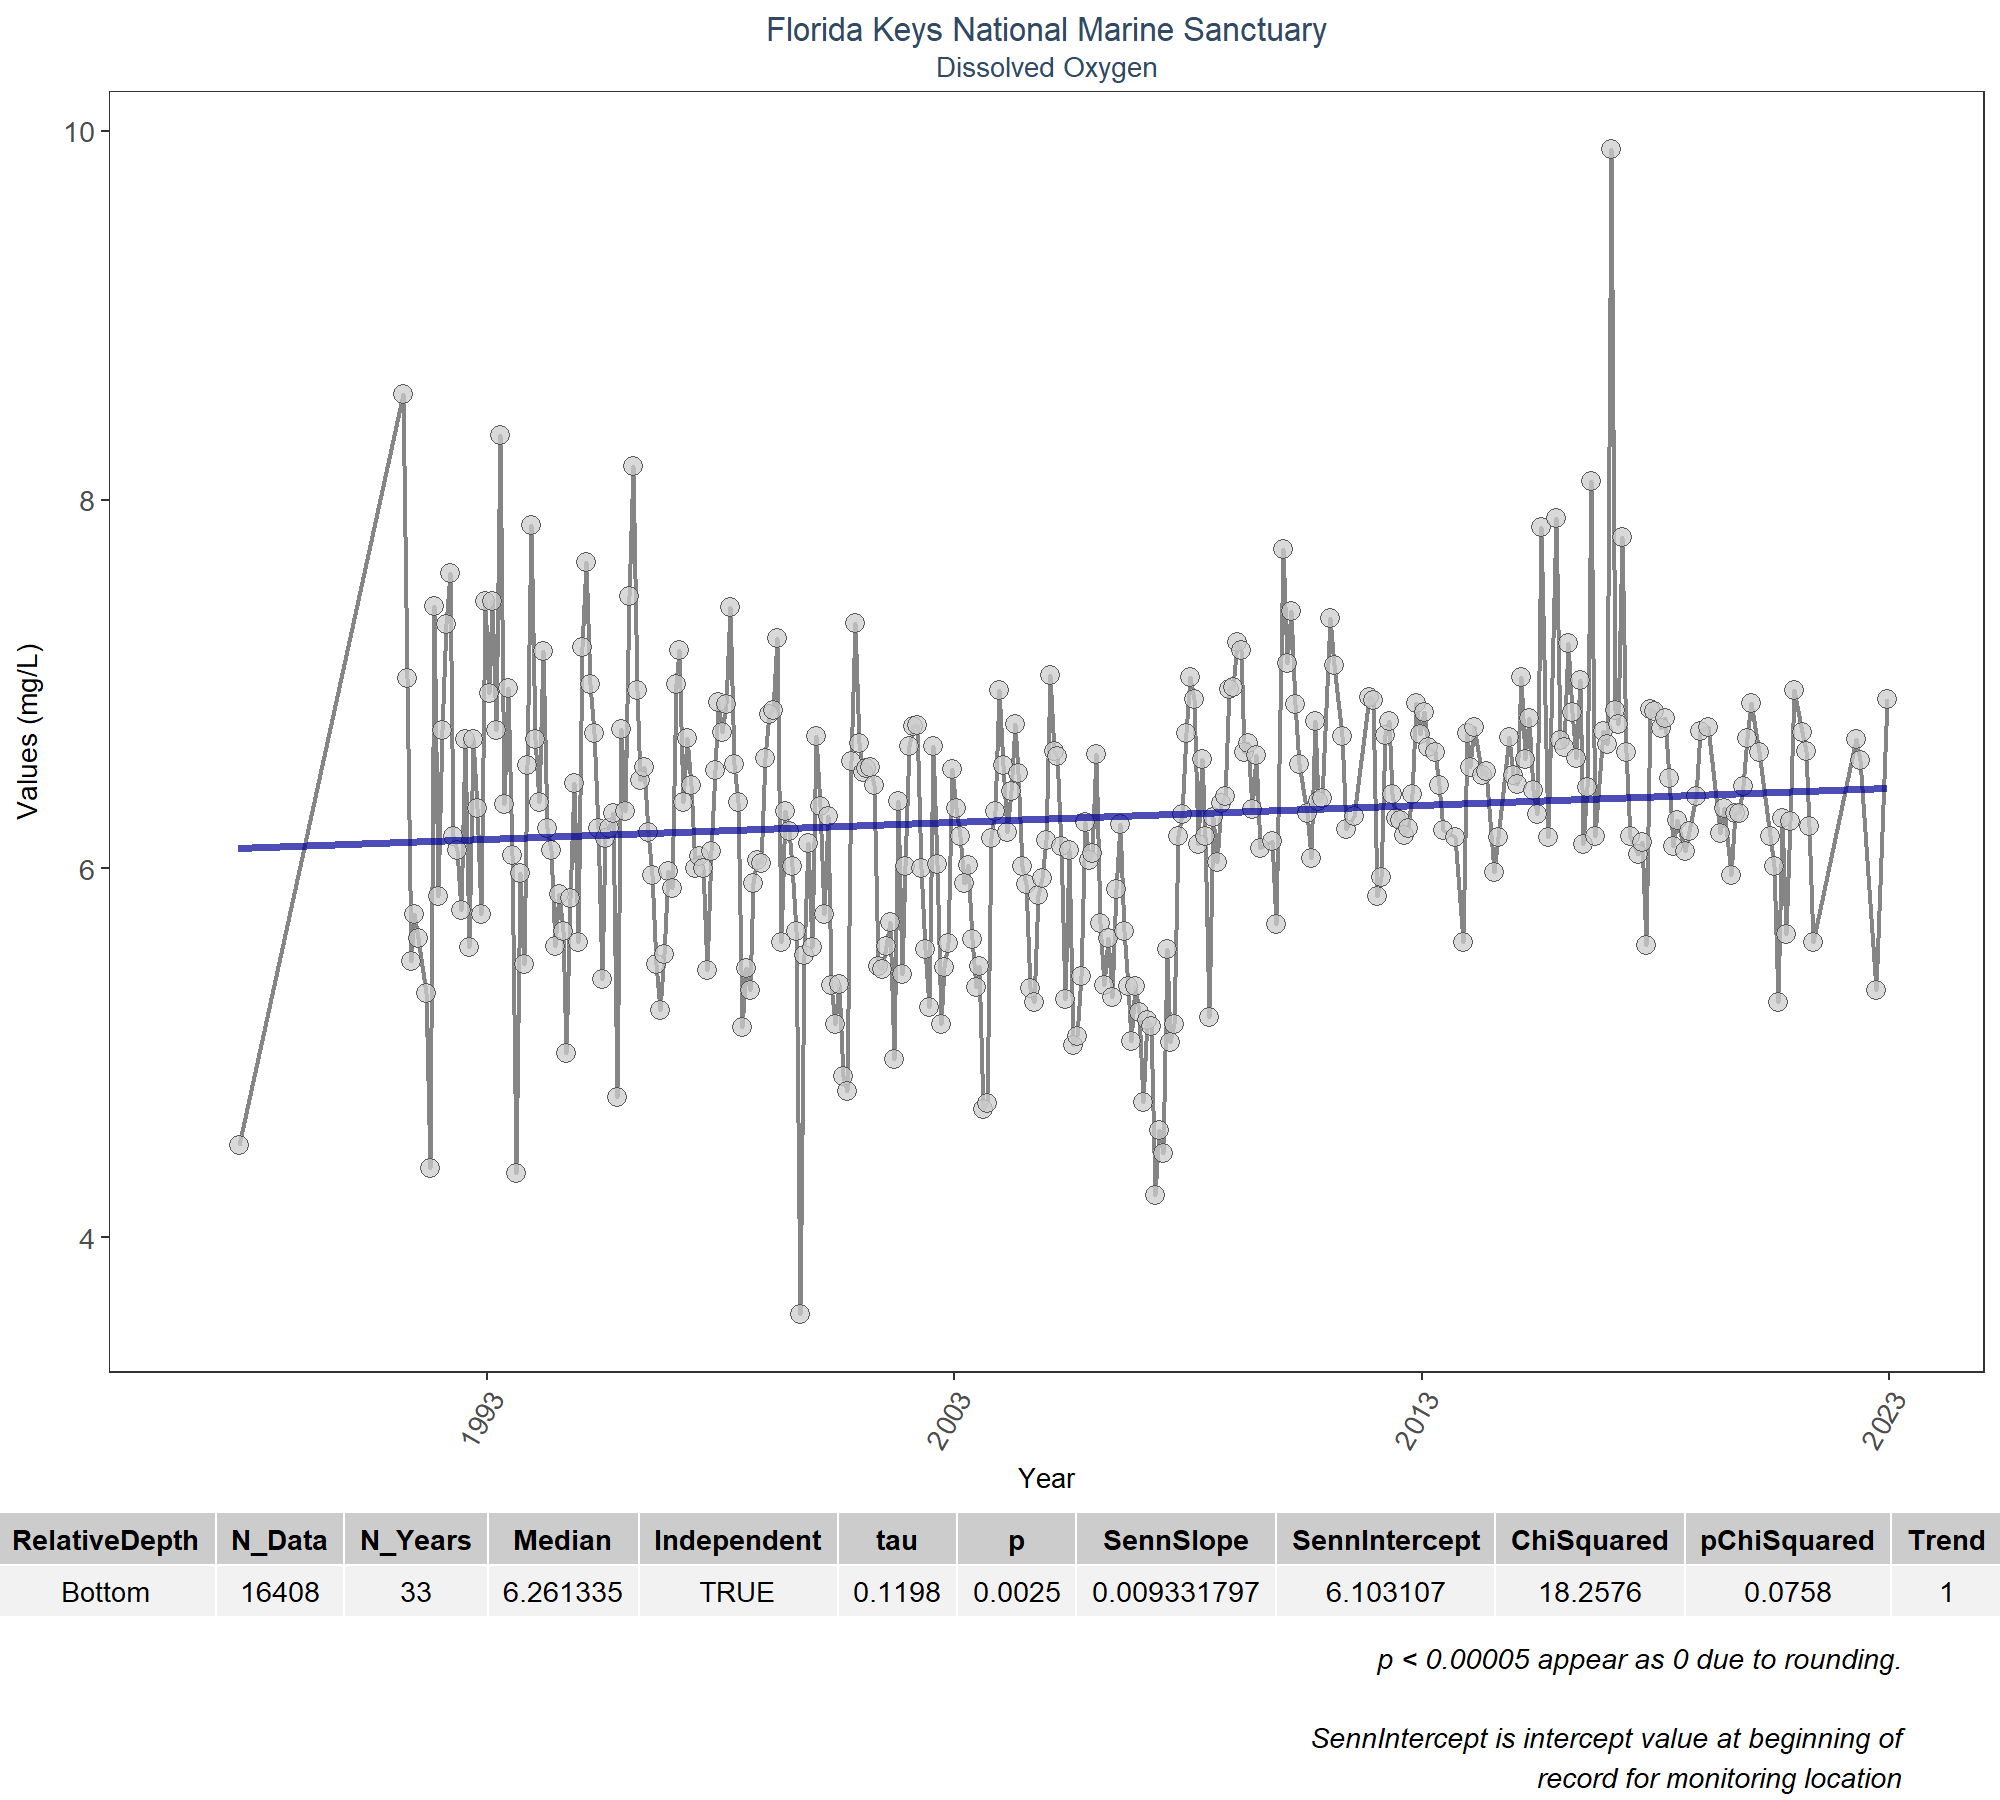 Florida Keys National Marine Sanctuary
Dissolved Oxygen
10
8
6
4
Values (mg/L)
1993
2003
2013
2023
Year
RelativeDepth N_Data N_Years Median Independent tau p SennSlope SennIntercept ChiSquared pChiSquared Trend
Bottom 16408 33 6.261335 TRUE 0.1198 0.0025 0.009331797 6.103107 18.2576 0.0758 1
p < 0.00005 appear as 0 due to rounding.
SennIntercept is intercept value at beginning of
record for monitoring location